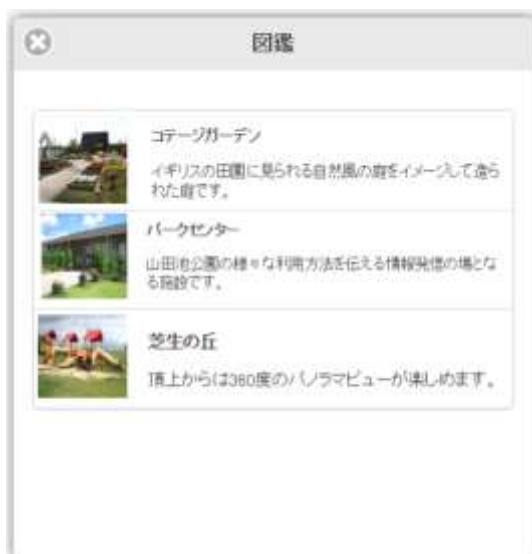 図鑑
コテージガーデン
イギリスの田園に見られる自然風の庭をイメージして造ら
れた庭です。
パークセンター
山田池公園の様々な利用方法を伝える情報発信の場とな
る施設です。
芝生の丘
頂上からは360度のパノラマビューが楽しめます。